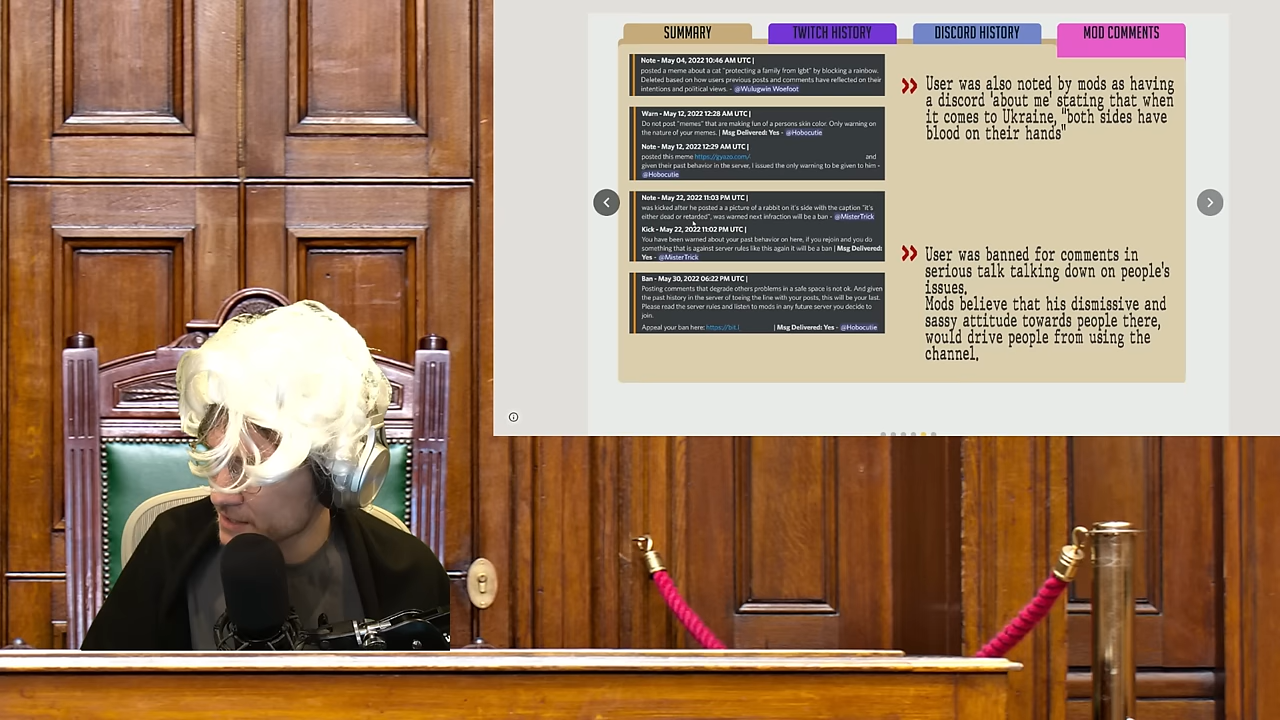 SUMMARY
TWITCH HISTORY
DISCORD HISTORY
MOD COMMENTS
Note - May 04, 2022 10:46 AM UTC |
posted a meme about a cat "protecting a family from lgbt" by blocking a rainbow.
Deleted based on how users previous posts and comments have reflected on their
intentions and political views. - @Wulugwin Woefoot
Warn - May 12, 2022 12:28 AM UTC |
Do not post "memes" that are making fun of a persons skin color. Only warning on
the nature of your memes. | Msg Delivered: Yes - @Hobocutie
Note - May 12, 2022 12:29 AM UTC |
posted this meme https://gyazo.com/ and
given their past behavior in the server, I issued the only warning to be given to him -
@Hobocutie
Note - May 22, 2022 11:03 PM UTC |
was kicked after he posted a a picture of a rabbit on it's side with the caption "it's
either dead or retarded", was warned next infraction will be a ban - @MisterTrick
Kick - May 22, 2022 11:02 PM UTC |
You have been warned about your past behavior on here, if you rejoin and you do
something that is against server rules like this again it will be a ban | Msg Delivered:
Yes - @MisterTrick
Ban - May 30, 2022 06:22 PM UTC |
Posting comments that degrade others problems in a safe space is not ok. And given
the past history in the server of toeing the line with your posts, this will be your last.
Please read the server rules and listen to mods in any future server you decide to
join.
Appeal your ban here: https://bit.l | Msg Delivered: Yes - @Hobocutie
User was also noted by mods as having
a discord 'about me' stating that when
it comes to Ukraine, "both sides have
blood on their hands"
User was banned for comments in
serious talk talking down on people's
issues.
Mods believe that his dismissive and
sassy attitude towards people there,
would drive people from using the
channel.